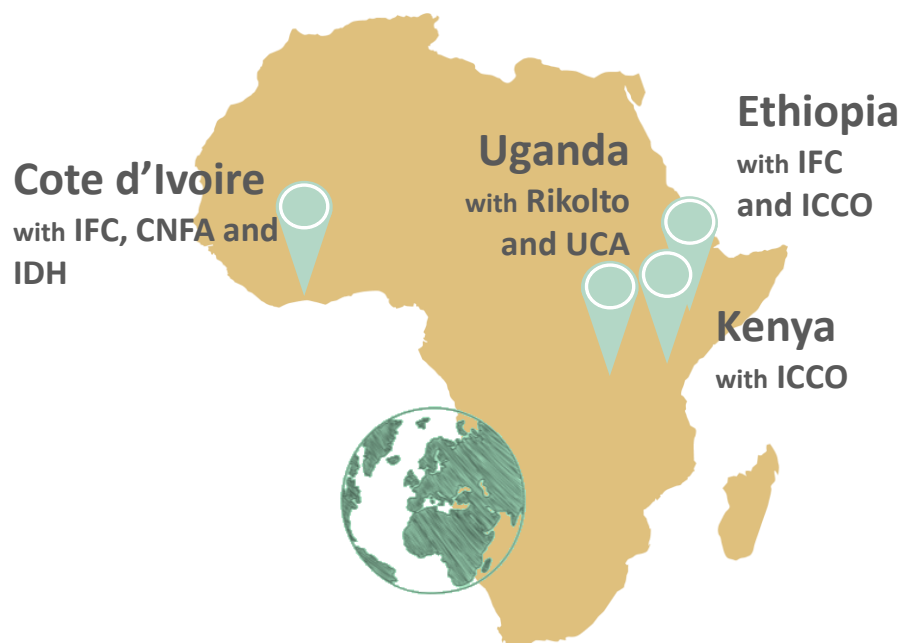 Cote d’Ivoire
with IFC, CNFA and
IDH
Uganda
with Rikolto
and UCA
Ethiopia
with IFC
and ICCO
Kenya
with ICCO